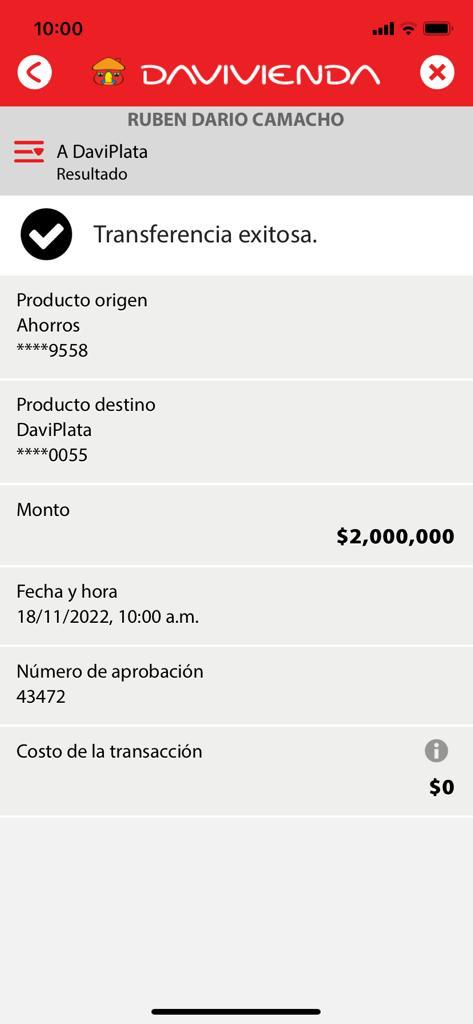 10:00
DAVIVIENDA
RUBEN DARIO CAMACHO
A DaviPlata
Resultado
Transferencia exitosa.
Producto origen
Ahorros
****9558
Producto destino
DaviPlata
****0055
Monto
$2,000,000
Fecha y hora
18/11/2022, 10:00 a.m.
Número de aprobación
43472
Costo de la transacción
$0